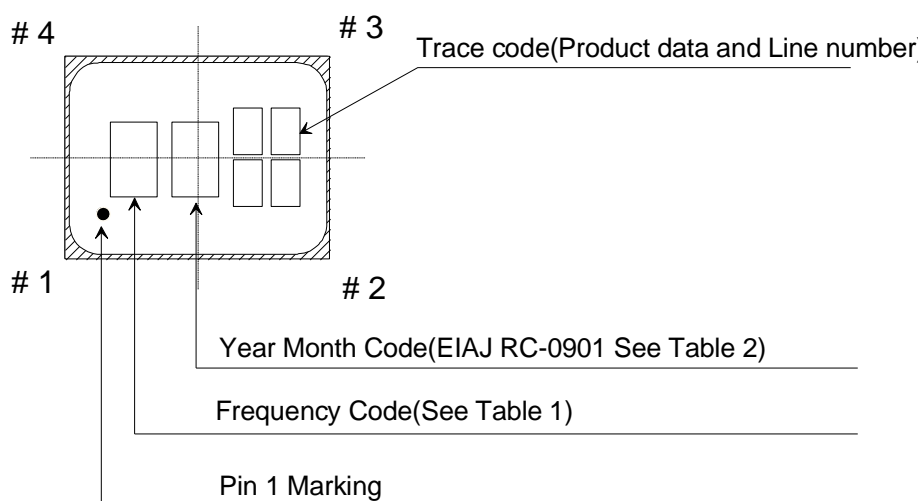 # 4
# 3
Trace code(Product data and Line number)
# 1
# 2
Year Month Code(EIAJ RC-0901 See Table 2)
Frequency Code(See Table 1)
Pin 1 Marking